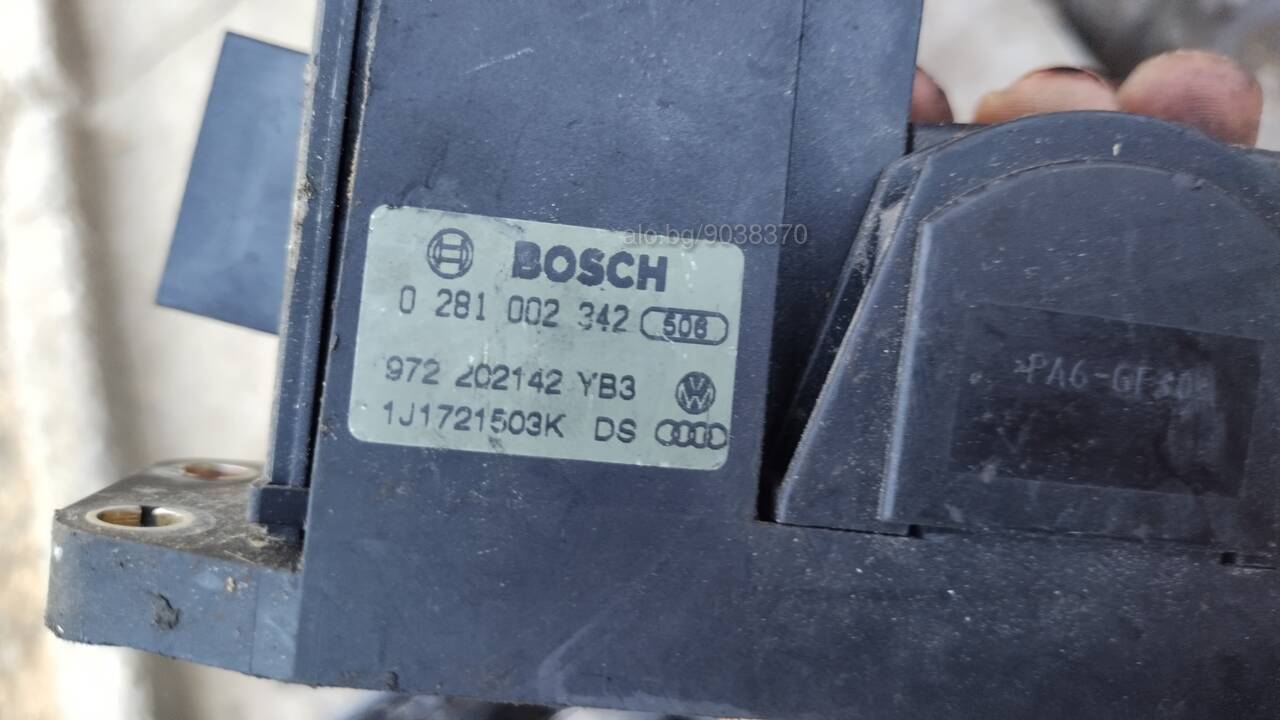 alo.bg/9038370
BOSCH
0 281 002 342 506
972 202142 YB3
1J1721503K DS